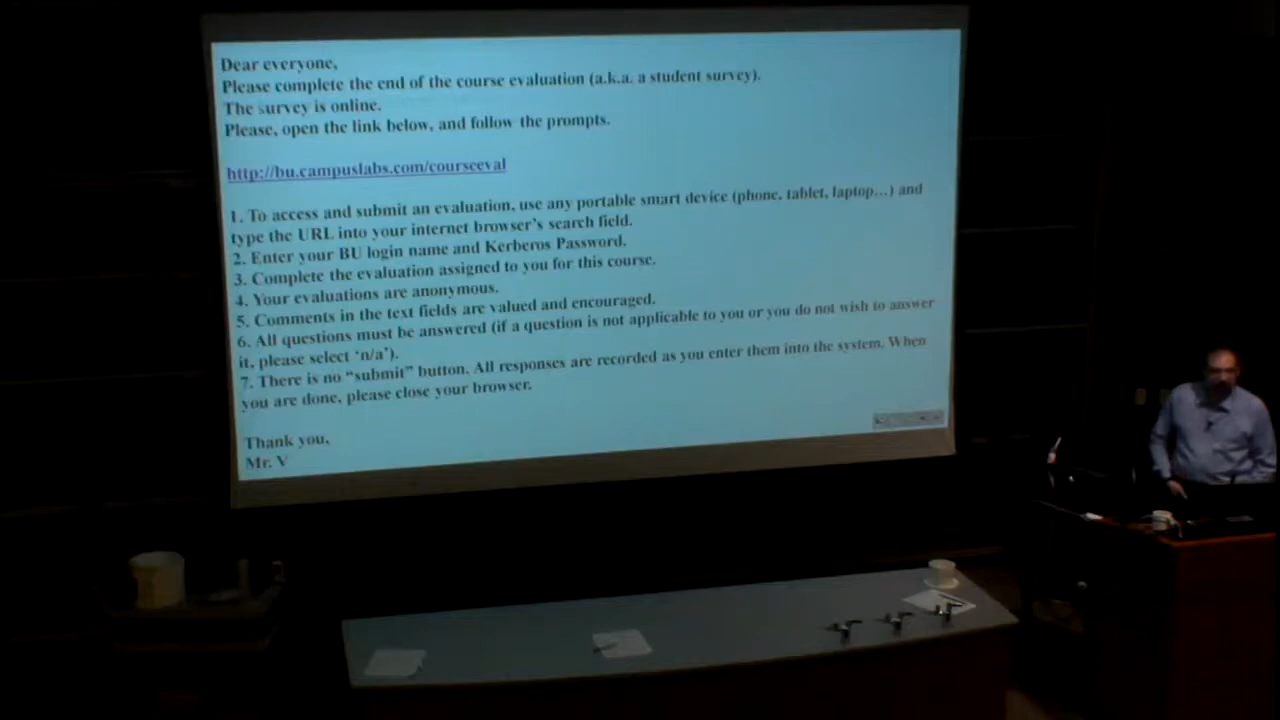 Dear everyone,
Please complete the end of the course evaluation (a.k.a. a student survey).
The survey is online.
Please, open the link below, and follow the prompts.
http://bu.campuslabs.com/courseeval
1. To access and submit an evaluation, use any portable smart device (phone, tablet, laptop…) and
type the URL into your internet browser's search field.
2. Enter your BU login name and Kerberos Password.
3. Complete the evaluation assigned to you for this course.
4. Your evaluations are anonymous.
5. Comments in the text fields are valued and encouraged.
6. All questions must be answered (if a question is not applicable to you or you do not wish to answer
it, please select 'n/a').
7. There is no "submit" button. All responses are recorded as you enter them into the system. When
you are done, please close your browser.
Thank you,
Mr. V